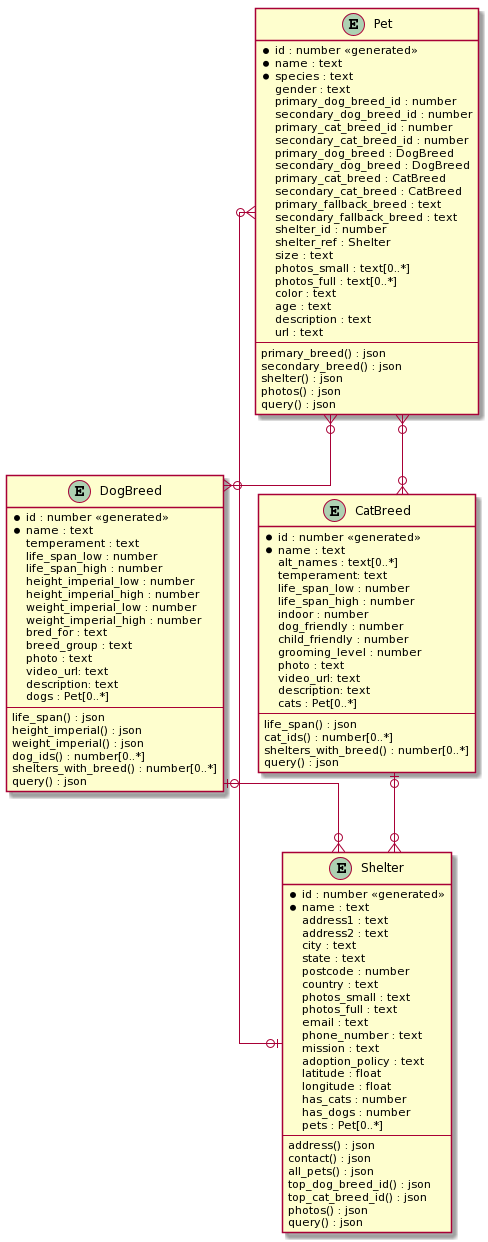 E Pet
id : number «generated»
name : text
species : text
gender : text
primary_dog_breed_id : number
secondary_dog_breed_id : number
primary_cat_breed_id : number
secondary_cat_breed_id : number
primary_dog_breed : DogBreed
secondary_dog_breed : DogBreed
primary_cat_breed : CatBreed
secondary_cat_breed : CatBreed
primary_fallback_breed : text
secondary_fallback_breed : text
shelter_id : number
shelter_ref : Shelter
size : text
photos_small : text[0..*]
photos_full : text[0..*]
color : text
age : text
description : text
url : text
primary_breed() : json
secondary_breed() : json
shelter() : json
photos() : json
query() : json
E DogBreed
id : number «generated»
name : text
temperament : text
life_span_low : number
life_span_high : number
height_imperial_low : number
height_imperial_high : number
weight_imperial_low : number
weight_imperial_high : number
bred_for : text
breed_group : text
photo : text
video_url: text
description: text
dogs : Pet[0..*]
life_span() : json
height_imperial() : json
weight_imperial() : json
dog_ids() : number[0..*]
shelters_with_breed() : number[0..*]
query() : json
E CatBreed
id : number «generated»
name : text
alt_names : text[0..*]
temperament: text
life_span_low : number
life_span_high : number
indoor : number
dog_friendly : number
child_friendly : number
grooming_level : number
photo : text
video_url: text
description: text
cats : Pet[0..*]
life_span() : json
cat_ids() : number[0..*]
shelters_with_breed() : number[0..*]
query() : json
E Shelter
id : number «generated»
name : text
address1 : text
address2 : text
city : text
state : text
postcode : number
country : text
photos_small : text
photos_full : text
email : text
phone_number : text
mission : text
adoption_policy : text
latitude : float
longitude : float
has_cats : number
has_dogs : number
pets : Pet[0..*]
address() : json
contact() : json
all_pets() : json
top_dog_breed_id() : json
top_cat_breed_id() : json
photos() : json
query() : json